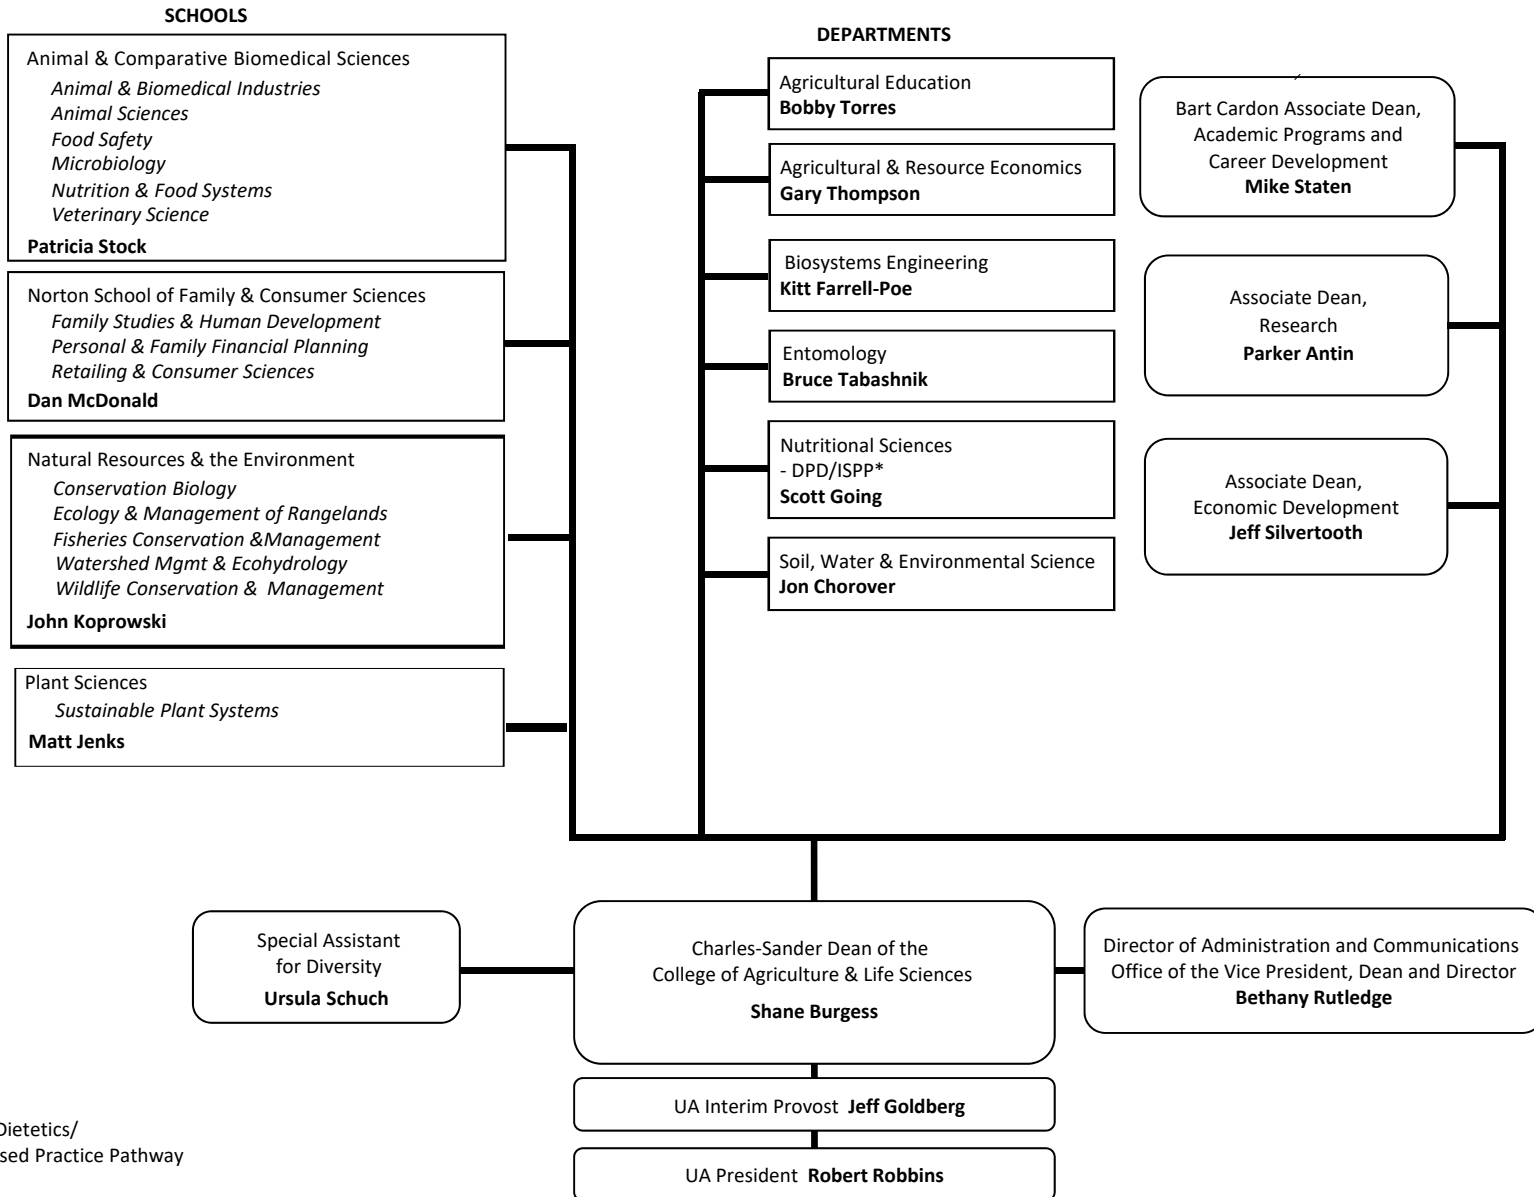 SCHOOLS
Animal & Comparative Biomedical Sciences
Animal & Biomedical Industries
Animal Sciences
Food Safety
Microbiology
Nutrition & Food Systems
Veterinary Science
Patricia Stock
Norton School of Family & Consumer Sciences
Family Studies & Human Development
Personal & Family Financial Planning
Retailing & Consumer Sciences
Dan McDonald
Natural Resources & the Environment
Conservation Biology
Ecology & Management of Rangelands
Fisheries Conservation &Management
Watershed Mgmt & Ecohydrology
Wildlife Conservation & Management
John Koprowski
Plant Sciences
Sustainable Plant Systems
Matt Jenks
DEPARTMENTS
Agricultural Education
Bobby Torres
Agricultural & Resource Economics
Gary Thompson
Biosystems Engineering
Kitt Farrell-Poe
Entomology
Bruce Tabashnik
Nutritional Sciences
- DPD/ISPP*
Scott Going
Soil, Water & Environmental Science
Jon Chorover
Bart Cardon Associate Dean,
Academic Programs and
Career Development
Mike Staten
Associate Dean,
Research
Parker Antin
Associate Dean,
Economic Development
Jeff Silvertooth
Special Assistant
for Diversity
Ursula Schuch
Charles-Sander Dean of the
College of Agriculture & Life Sciences
Shane Burgess
Director of Administration and Communications
Office of the Vice President, Dean and Director
Bethany Rutledge
UA Interim Provost Jeff Goldberg
UA President Robert Robbins
Dietetics/
sed Practice Pathway